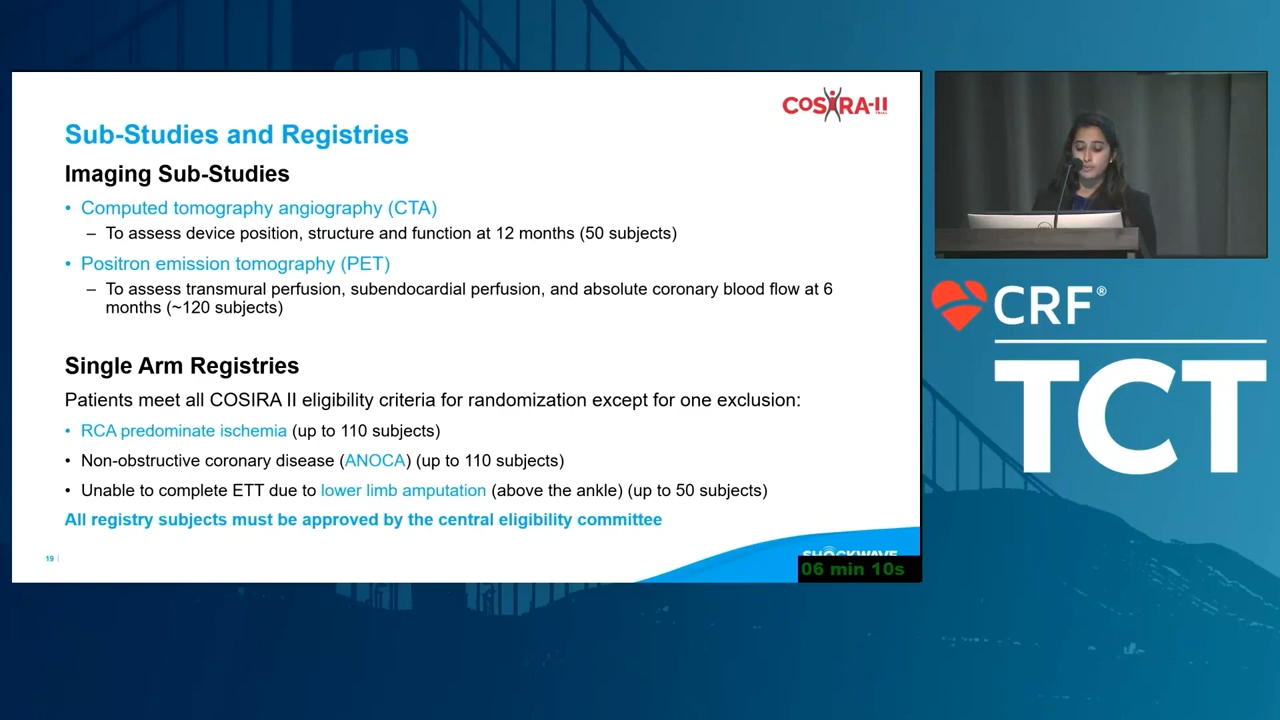 COSIRA-II
TRIAL
Sub-Studies and Registries
Imaging Sub-Studies
• Computed tomography angiography (CTA)
– To assess device position, structure and function at 12 months (50 subjects)
• Positron emission tomography (PET)
– To assess transmural perfusion, subendocardial perfusion, and absolute coronary blood flow at 6
months (~120 subjects)
Single Arm Registries
Patients meet all COSIRA II eligibility criteria for randomization except for one exclusion:
• RCA predominate ischemia (up to 110 subjects)
• Non-obstructive coronary disease (ANOCA) (up to 110 subjects)
• Unable to complete ETT due to lower limb amputation (above the ankle) (up to 50 subjects)
All registry subjects must be approved by the central eligibility committee
19 |
SHOCKWAVE
06 min 10s
CRF®
TCT